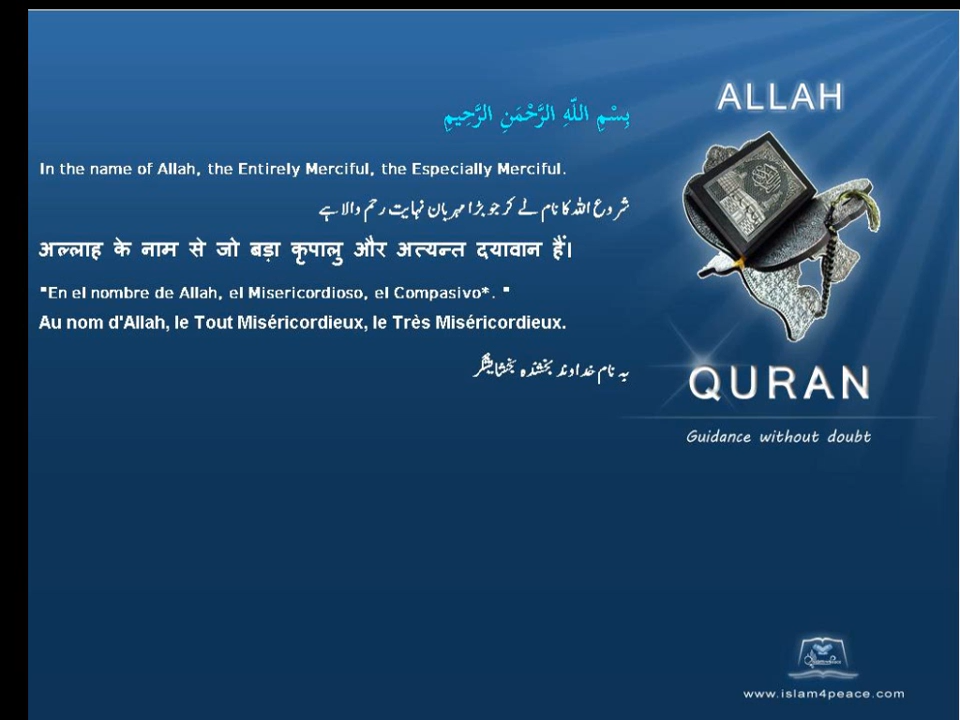 بِسْمِ اللَّهِ الرَّحْمَنِ الرَّحِيمِ
In the name of Allah, the Entirely Merciful, the Especially Merciful.
شروع الله کا نام لے کر جو بڑا مہربان نہایت رحم والا ہے
अल्लाह के नाम से जो बड़ा कृपालु और अत्यन्त दयावान हैं।
"En el nombre de Allah, el Misericordioso, el Compasivo*. "
Au nom d'Allah, le Tout Miséricordieux, le Très Miséricordieux.
به نام خداوند بخشنده بخشایشگر
ALLAH
QURAN
Guidance without doubt
www.islam4peace.com